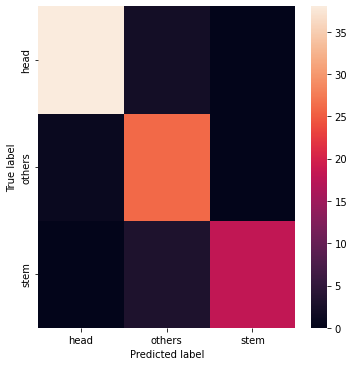 head
others
stem
True label
head
others
stem
Predicted label
35
30
25
20
15
10
5
0